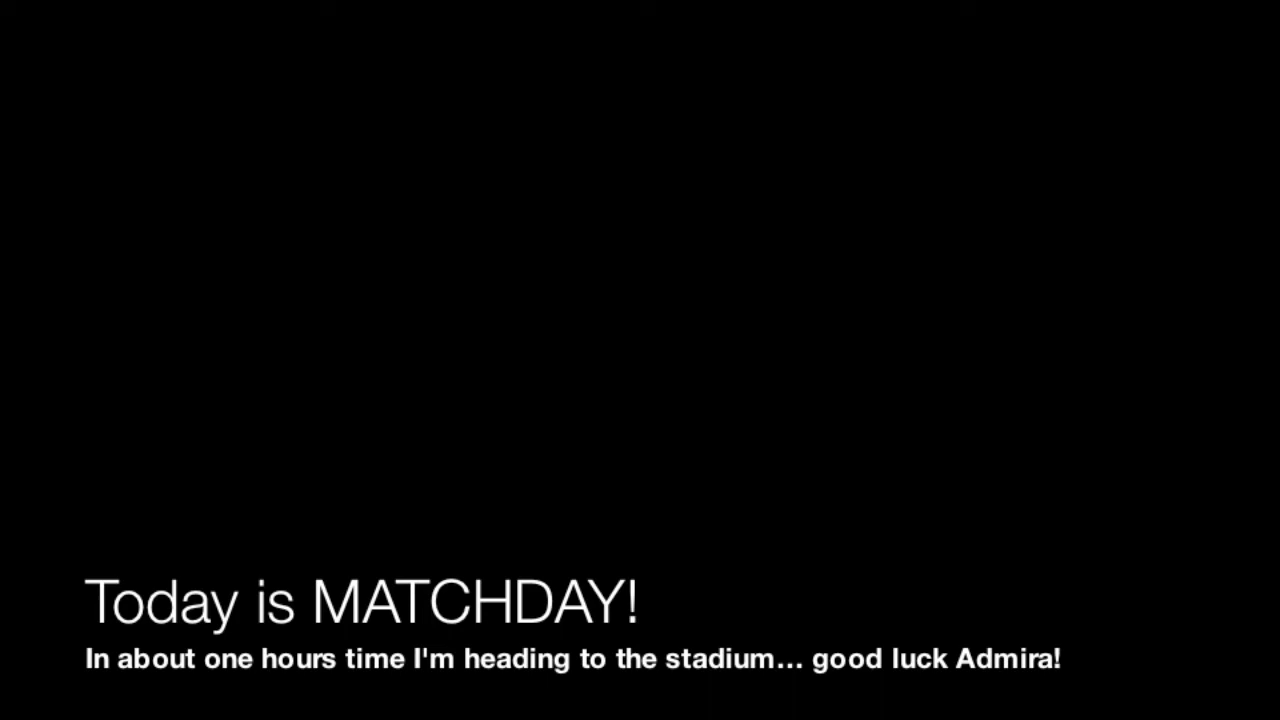 Today is MATCHDAY!
In about one hours time I'm heading to the stadium... good luck Admira!